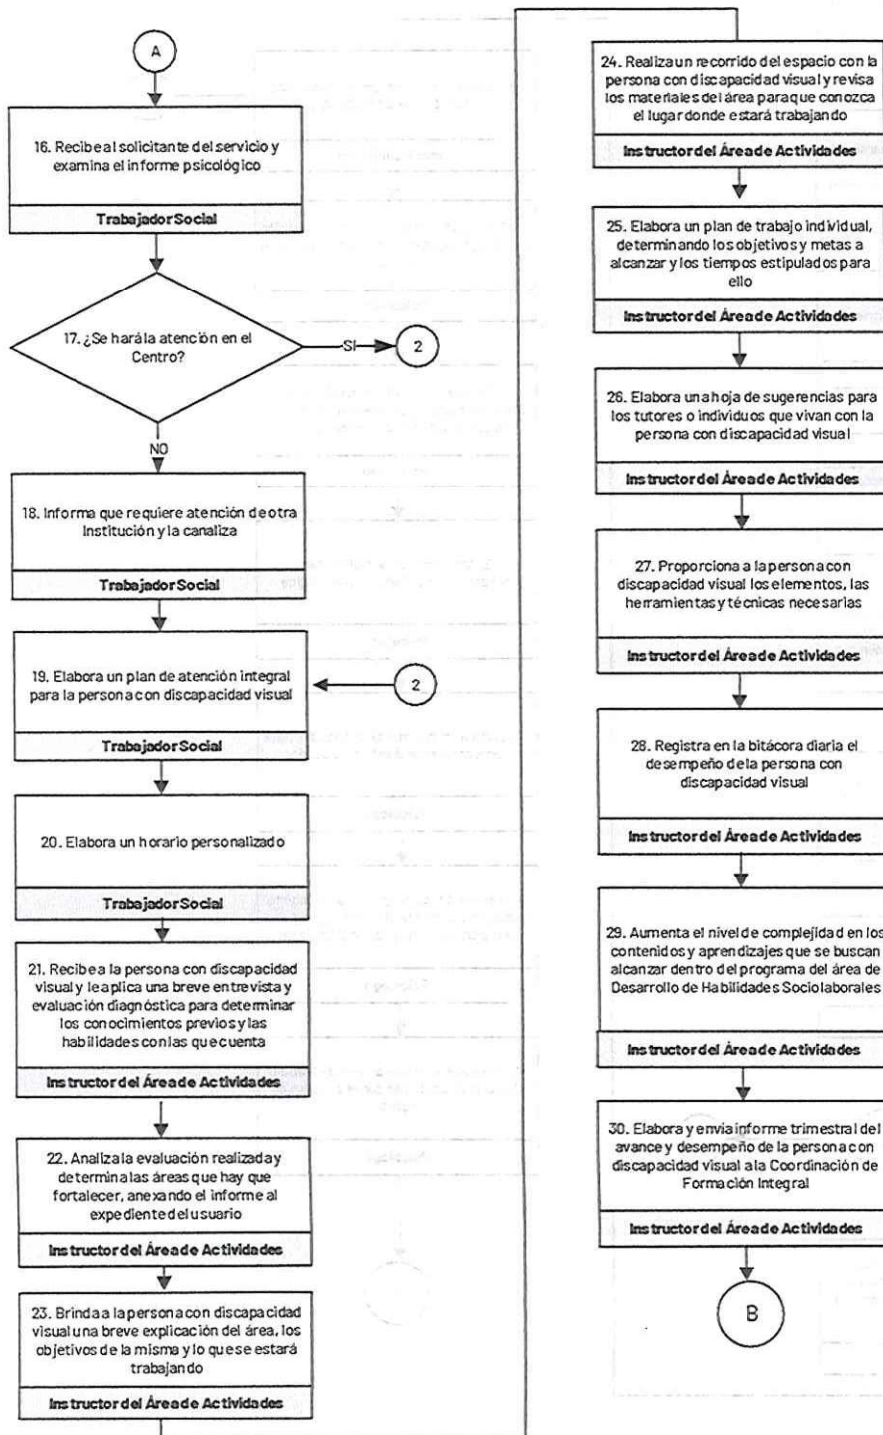 A
16. Recibe al solicitante del servicio y
examina el informe psicológico
Trabajador Social
17. ¿Se hará la atención en el
Centro?
SI
2
NO
18. Informa que requiere atención de otra
Institución y la canaliza
Trabajador Social
19. Elabora un plan de atención integral
para la persona con discapacidad visual
2
Trabajador Social
20. Elabora un horario personalizado
Trabajador Social
21. Recibe a la persona con discapacidad
visual y le aplica una breve entrevista y
evaluación diagnóstica para determinar
los conocimientos previos y las
habilidades con las que cuenta
Instructor del Área de Actividades
22. Analiza la evaluación realizada y
determina las áreas que hay que
fortalecer, anexando el informe al
expediente del usuario
Instructor del Área de Actividades
23. Brinda a la persona con discapacidad
visual una breve explicación del área, los
objetivos de la misma y lo que se estará
trabajando
Instructor del Área de Actividades
24. Realiza un recorrido del espacio con la
persona con discapacidad visual y revisa
los materiales del área para que conozca
el lugar donde estará trabajando
Instructor del Área de Actividades
25. Elabora un plan de trabajo individual,
determinando los objetivos y metas a
alcanzar y los tiempos estipulados para
ello
Instructor del Área de Actividades
26. Elabora una hoja de sugerencias para
los tutores o individuos que vivan con la
persona con discapacidad visual
Instructor del Área de Actividades
27. Proporciona a la persona con
discapacidad visual los elementos, las
herramientas y técnicas necesarias
Instructor del Área de Actividades
28. Registra en la bitácora diaria el
desempeño de la persona con
discapacidad visual
Instructor del Área de Actividades
29. Aumenta el nivel de complejidad en los
contenidos y aprendizajes que se buscan
alcanzar dentro del programa del área de
Desarrollo de Habilidades Sociolaborales
Instructor del Área de Actividades
30. Elabora y envía informe trimestral del
avance y desempeño de la persona con
discapacidad visual a la Coordinación de
Formación Integral
Instructor del Área de Actividades
B